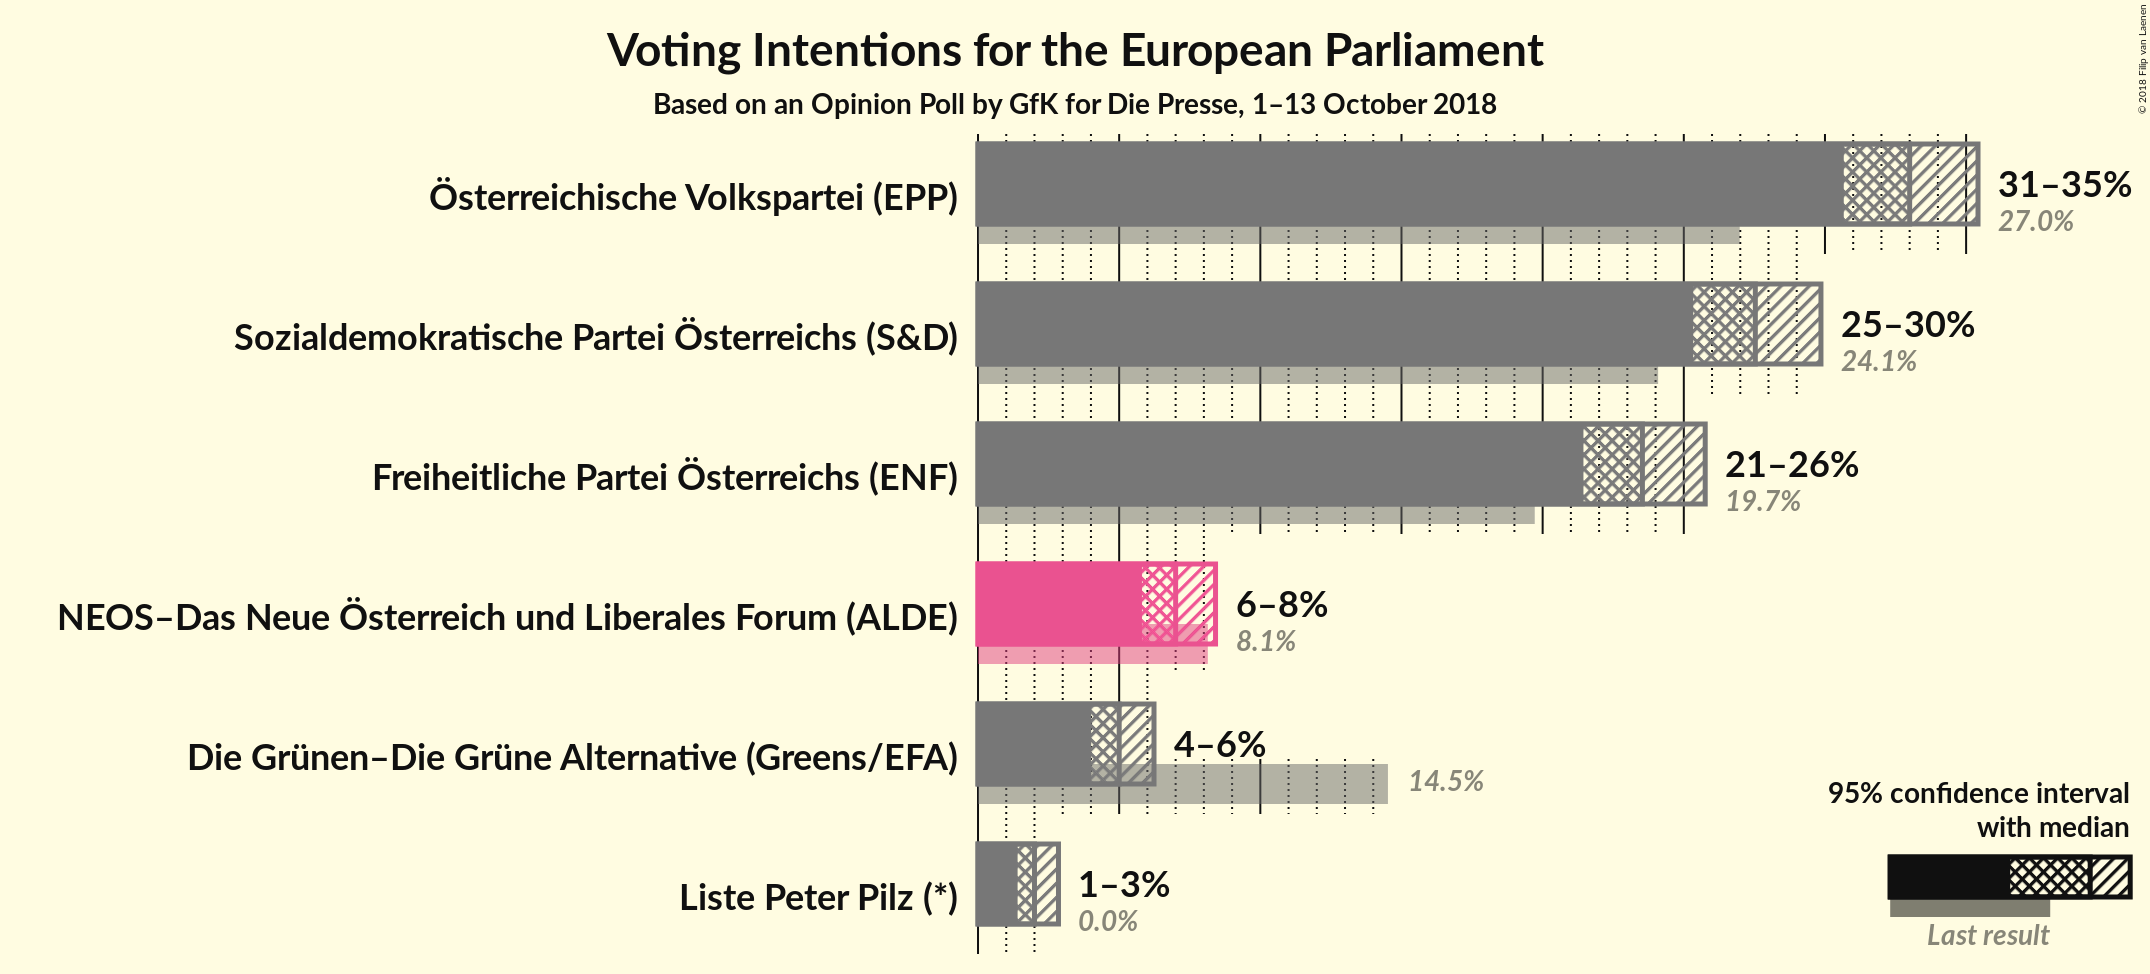 Voting Intentions for the European Parliament
Based on an Opinion Poll by GfK for Die Presse, 1–13 October 2018
© 2018 Filip van Laenen
Österreichische Volkspartei (EPP)
31–35%
27.0%
Sozialdemokratische Partei Österreichs (S&D)
25–30%
24.1%
Freiheitliche Partei Österreichs (ENF)
21–26%
19.7%
NEOS–Das Neue Österreich und Liberales Forum (ALDE)
6–8%
8.1%
Die Grünen–Die Grüne Alternative (Greens/EFA)
4–6%
14.5%
Liste Peter Pilz (*)
1–3%
0.0%
95% confidence interval
with median
Last result